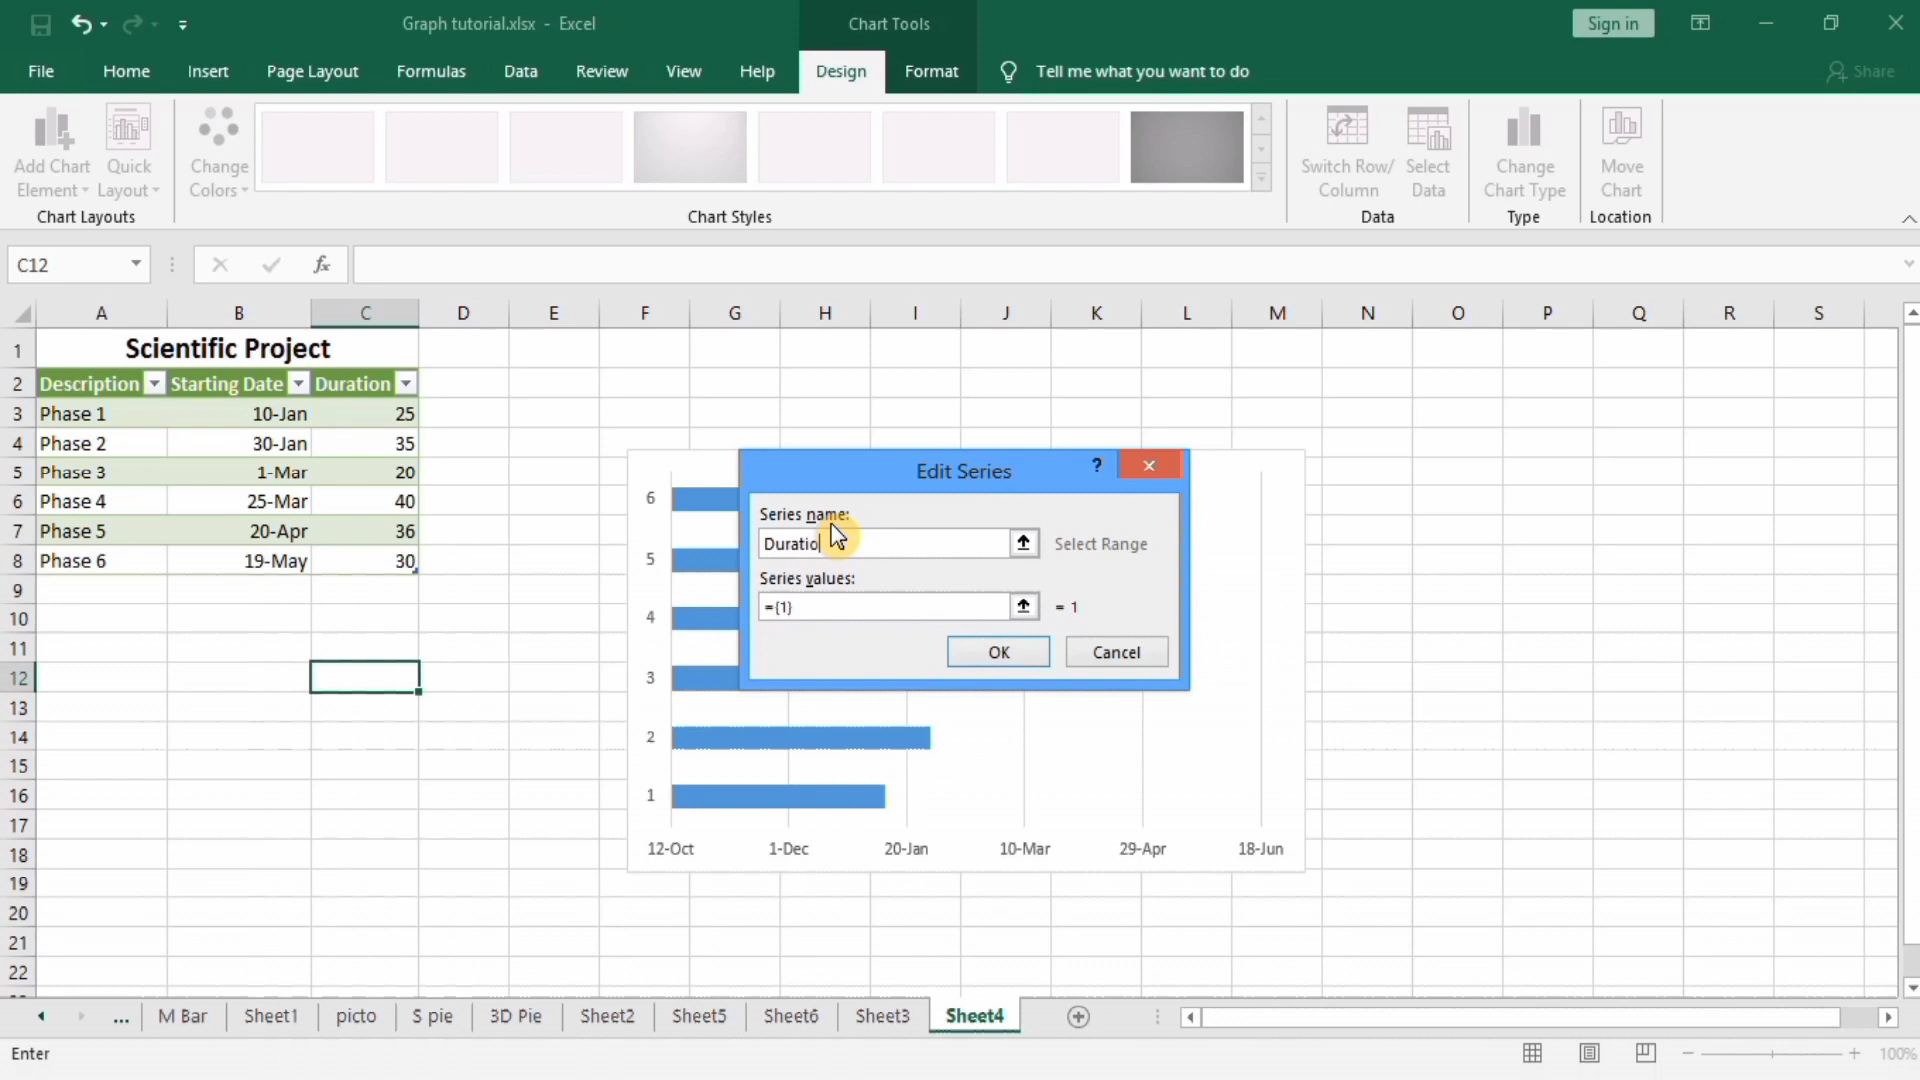 Graph tutorial.xlsx - Excel
Chart Tools
Sign in
File Home Insert Page Layout Formulas Data Review View Help Design Format Tell me what you want to do Share
Add Chart Element
Quick Layout
Change Colors
Switch Row/ Column
Select Data
Change Chart Type
Move Chart
Chart Layouts Chart Styles Data Type Location
C12 fx
A B C D E F G H I J K L M N O P Q R S
1 Scientific Project
2 Description Starting Date Duration
3 Phase 1 10-Jan 25
4 Phase 2 30-Jan 35
5 Phase 3 1-Mar 20
6 Phase 4 25-Mar 40
7 Phase 5 20-Apr 36
8 Phase 6 19-May 30
9
10
11
12
13
14
15
16
17
18
19
20
21
22
Edit Series ?
Series name:
Duratio Select Range
Series values:
={1} = 1
OK Cancel
6
5
4
3
2
1
12-Oct 1-Dec 20-Jan 10-Mar 29-Apr 18-Jun
... M Bar Sheet1 picto S pie 3D Pie Sheet2 Sheet5 Sheet6 Sheet3 Sheet4
Enter 100%